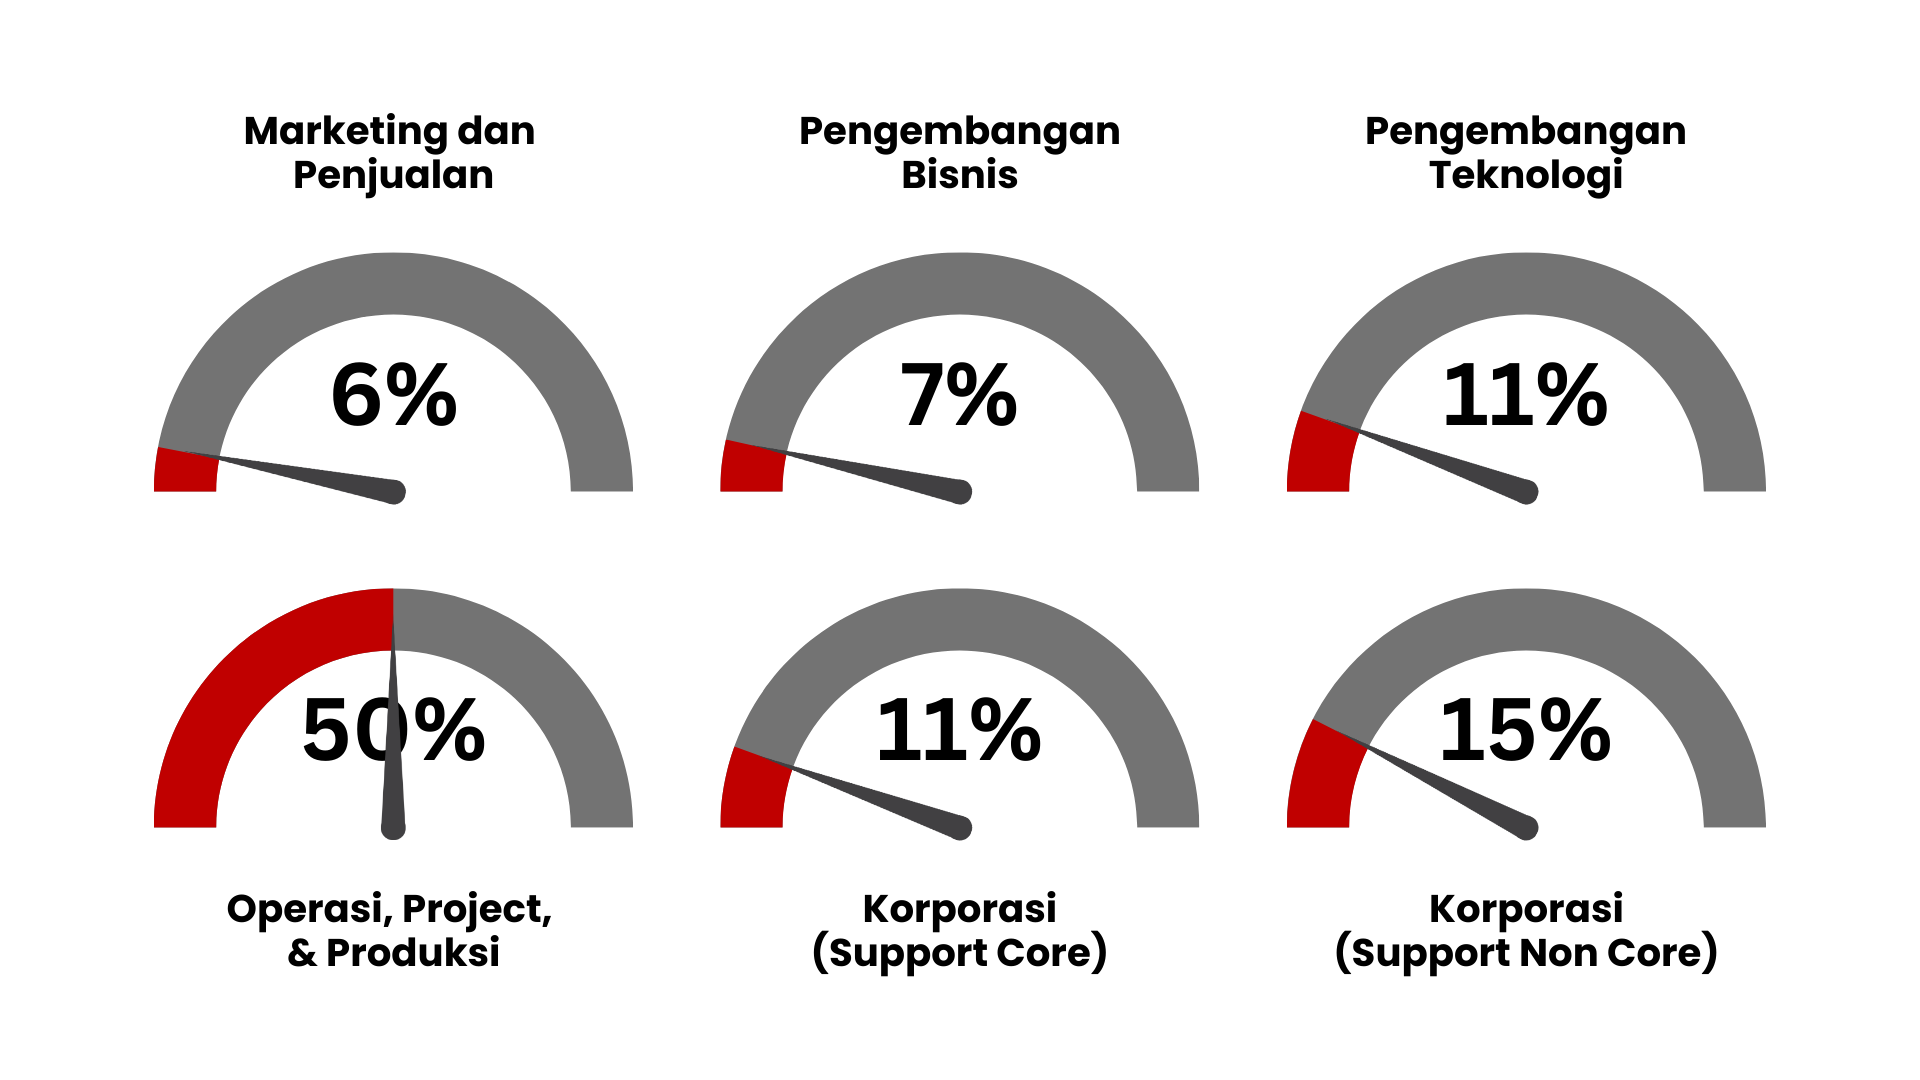 Marketing dan
Penjualan
Pengembangan
Bisnis
Pengembangan
Teknologi
6%
7%
11%
50%
11%
15%
Operasi, Project,
& Produksi
Korporasi
(Support Core)
Korporasi
(Support Non Core)